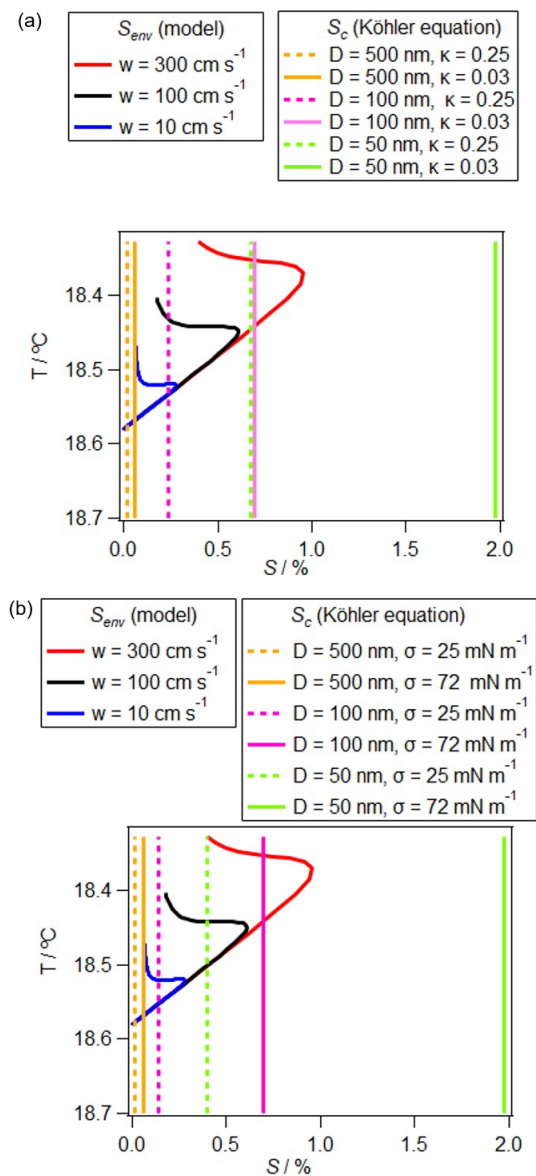 (a)
S_env (model)
w = 300 cm s⁻¹
w = 100 cm s⁻¹
w = 10 cm s⁻¹
S_c (Köhler equation)
D = 500 nm, κ = 0.25
D = 500 nm, κ = 0.03
D = 100 nm, κ = 0.25
D = 100 nm, κ = 0.03
D = 50 nm, κ = 0.25
D = 50 nm, κ = 0.03
T / ºC
18.4
18.5
18.6
18.7
0.0 0.5 1.0 1.5 2.0
S / %
(b)
S_env (model)
w = 300 cm s⁻¹
w = 100 cm s⁻¹
w = 10 cm s⁻¹
S_c (Köhler equation)
D = 500 nm, σ = 25 mN m⁻¹
D = 500 nm, σ = 72 mN m⁻¹
D = 100 nm, σ = 25 mN m⁻¹
D = 100 nm, σ = 72 mN m⁻¹
D = 50 nm, σ = 25 mN m⁻¹
D = 50 nm, σ = 72 mN m⁻¹
T / ºC
18.4
18.5
18.6
18.7
0.0 0.5 1.0 1.5 2.0
S / %